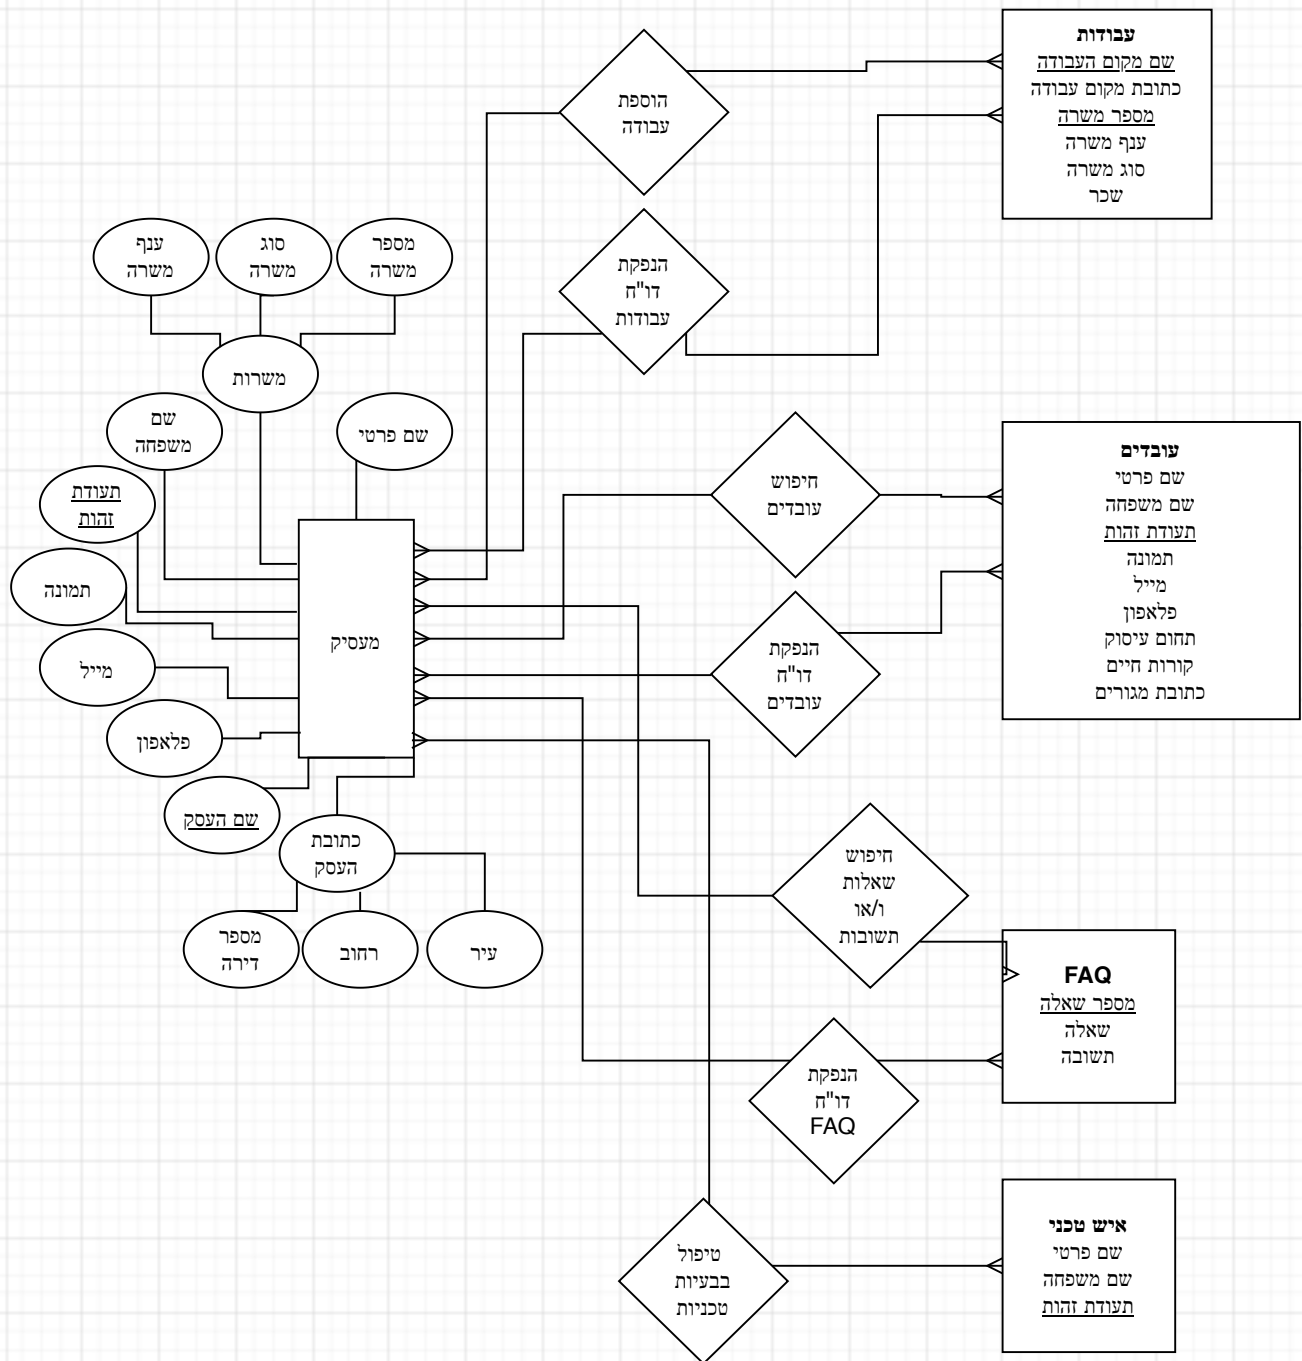 עבודות
שם מקום העבודה
כתובת מקום עבודה
מספר משרה
ענף משרה
סוג משרה
שכר
הוספת
עבודה
הנפקת
דו"ח
עבודות
מספר
משרה
סוג
משרה
ענף
משרה
משרות
שם פרטי
שם
משפחה
תעודת
זהות
תמונה
מייל
פלאפון
שם העסק
מעסיק
כתובת
העסק
עיר
רחוב
מספר
דירה
חיפוש
עובדים
הנפקת
דו"ח
עובדים
עובדים
שם פרטי
שם משפחה
תעודת זהות
תמונה
מייל
פלאפון
תחום עיסוק
קורות חיים
כתובת מגורים
חיפוש
שאלות
ו/או
תשובות
FAQ
מספר שאלה
שאלה
תשובה
הנפקת
דו"ח
FAQ
טיפול
בבעיות
טכניות
איש טכני
שם פרטי
שם משפחה
תעודת זהות